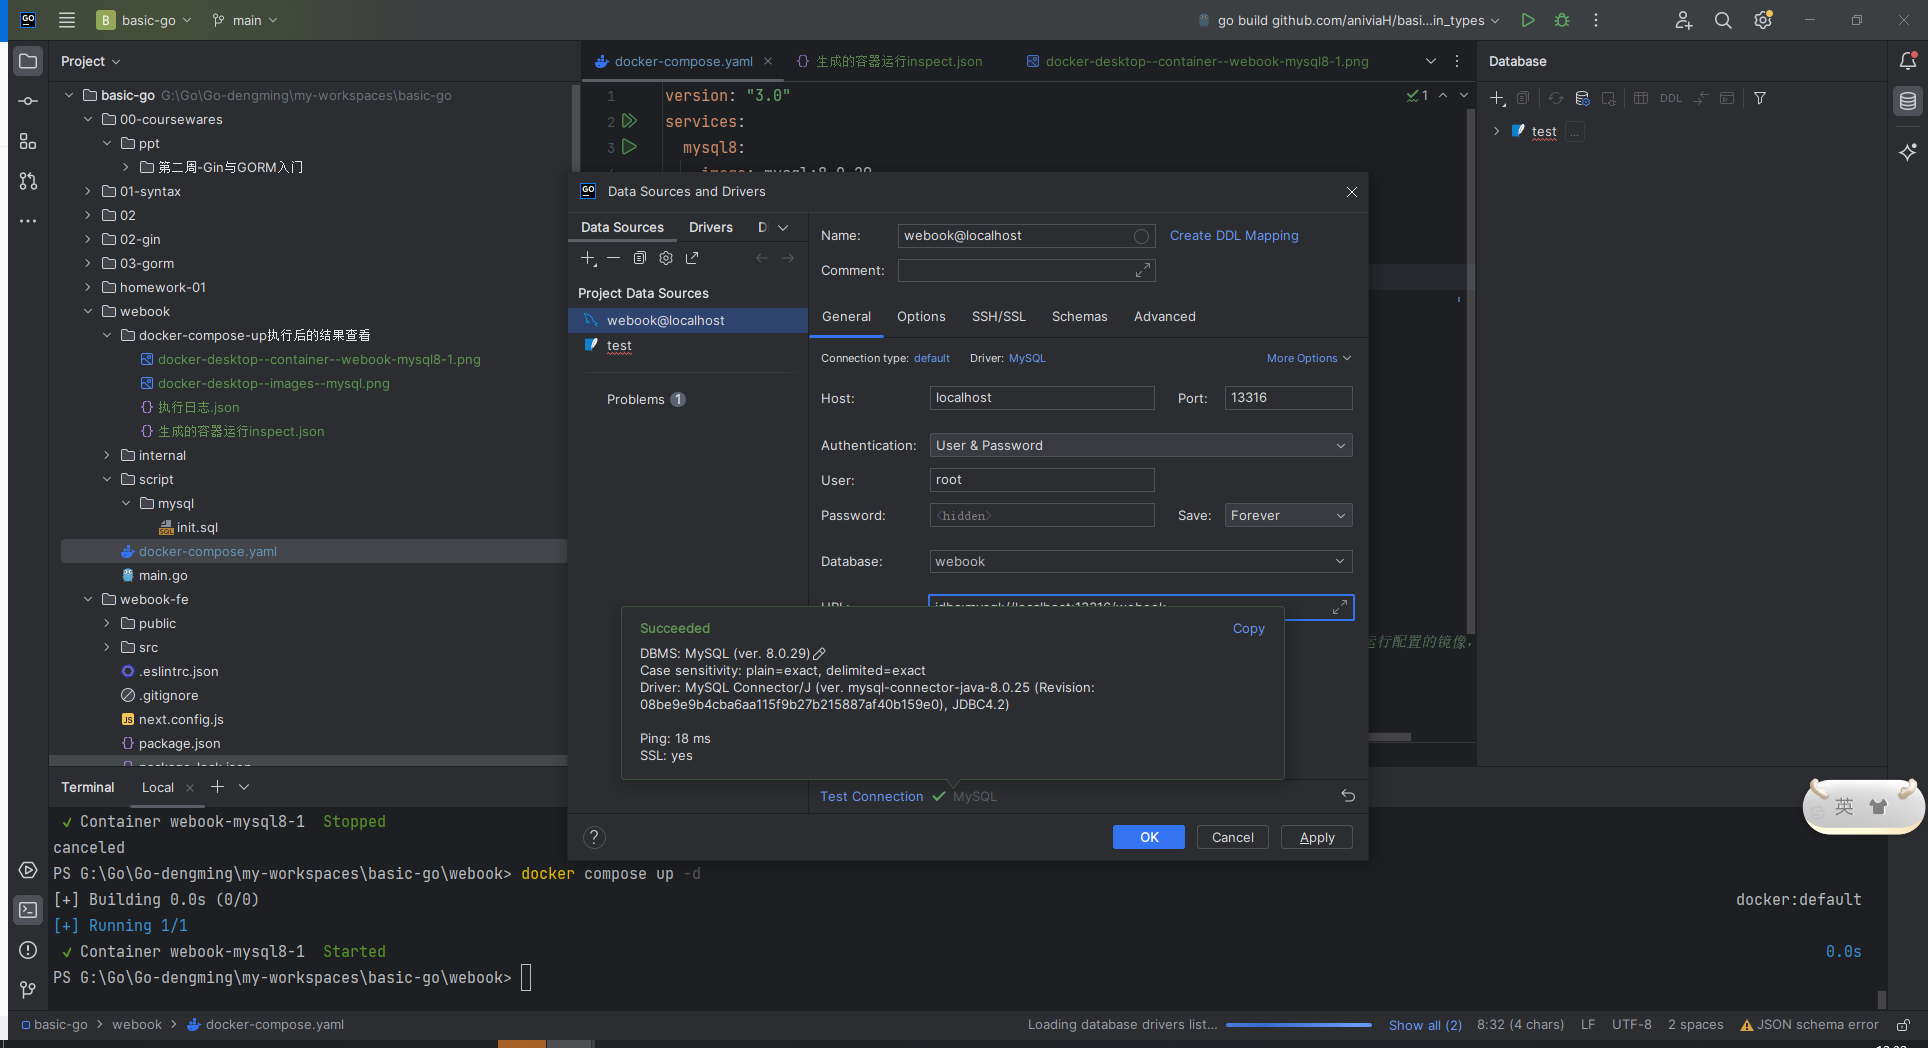 GO B basic-go main go build github.com/aniviaH/basi...in_types
Project
docker-compose.yaml 生成的容器运行inspect.json docker-desktop--container--webook-mysql8-1.png
Database
basic-go G:\Go\Go-dengming\my-workspaces\basic-go
00-coursewares
ppt
第二周-Gin与GORM入门
01-syntax
02
02-gin
03-gorm
homework-01
webook
docker-compose-up执行后的结果查看
docker-desktop--container--webook-mysql8-1.png
docker-desktop--images--mysql.png
执行日志.json
生成的容器运行inspect.json
internal
script
mysql
init.sql
docker-compose.yaml
main.go
webook-fe
public
src
.eslintrc.json
.gitignore
next.config.js
package.json
1 version: "3.0"
2 services:
3 mysql8:
image: mysql:8.0.29
1
DDL
test ...
GO Data Sources and Drivers
Data Sources Drivers D
Project Data Sources
webook@localhost
test
Problems 1
Name: webook@localhost Create DDL Mapping
Comment:
General Options SSH/SSL Schemas Advanced
Connection type: default Driver: MySQL More Options
Host: localhost Port: 13316
Authentication: User & Password
User: root
Password: <hidden> Save: Forever
Database: webook
URL: jdbc:mysql://localhost:13316/webook
运行配置的镜像,
Succeeded Copy
DBMS: MySQL (ver. 8.0.29)
Case sensitivity: plain=exact, delimited=exact
Driver: MySQL Connector/J (ver. mysql-connector-java-8.0.25 (Revision:
08be9e9b4cba6aa115f9b27b215887af40b159e0), JDBC4.2)
Ping: 18 ms
SSL: yes
Test Connection MySQL
? OK Cancel Apply
Terminal Local
Container webook-mysql8-1 Stopped
canceled
PS G:\Go\Go-dengming\my-workspaces\basic-go\webook> docker compose up -d
[+] Building 0.0s (0/0) docker:default
[+] Running 1/1
Container webook-mysql8-1 Started 0.0s
PS G:\Go\Go-dengming\my-workspaces\basic-go\webook>
英
basic-go webook docker-compose.yaml Loading database drivers list... Show all (2) 8:32 (4 chars) LF UTF-8 2 spaces JSON schema error